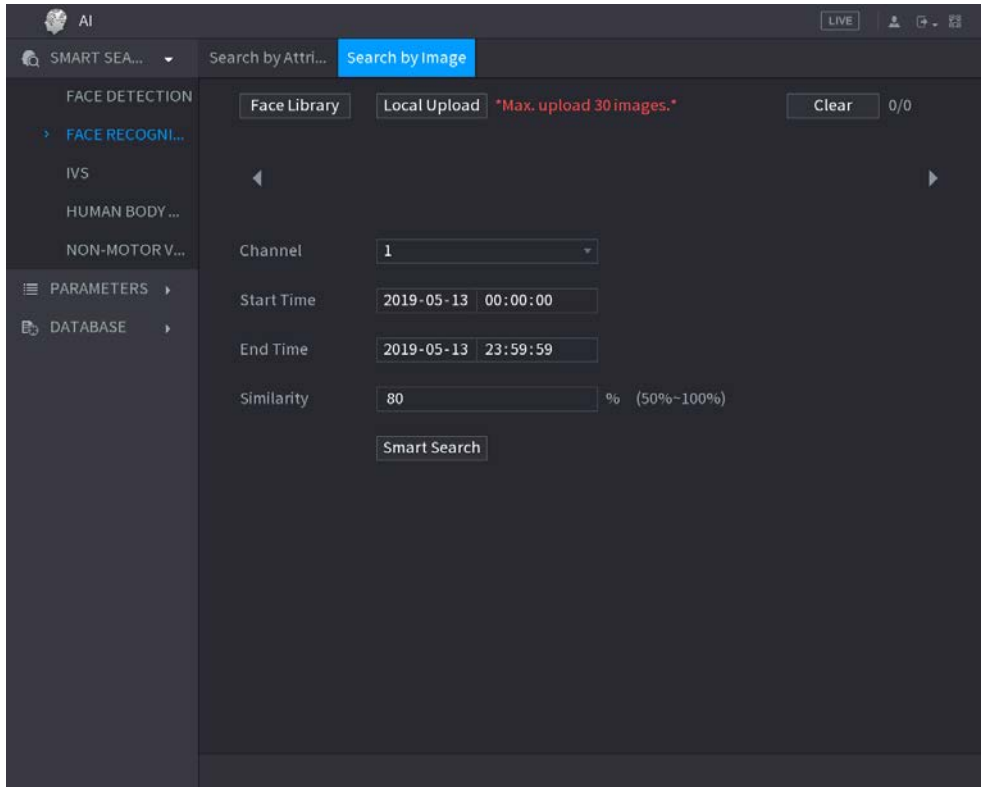 AI
LIVE
SMART SEA...
Search by Attri...
Search by Image
FACE DETECTION
FACE RECOGNI...
IVS
HUMAN BODY ...
NON-MOTOR V...
PARAMETERS
DATABASE
Face Library
Local Upload
*Max. upload 30 images.*
Clear
0/0
Channel
1
Start Time
2019-05-13 00:00:00
End Time
2019-05-13 23:59:59
Similarity
80
% (50%~100%)
Smart Search